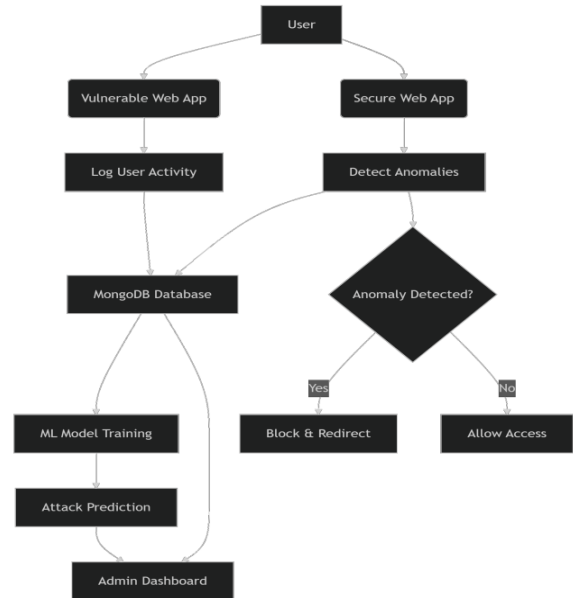 User
Vulnerable Web App
Secure Web App
Log User Activity
Detect Anomalies
MongoDB Database
Anomaly Detected?
Yes
No
ML Model Training
Block & Redirect
Allow Access
Attack Prediction
Admin Dashboard